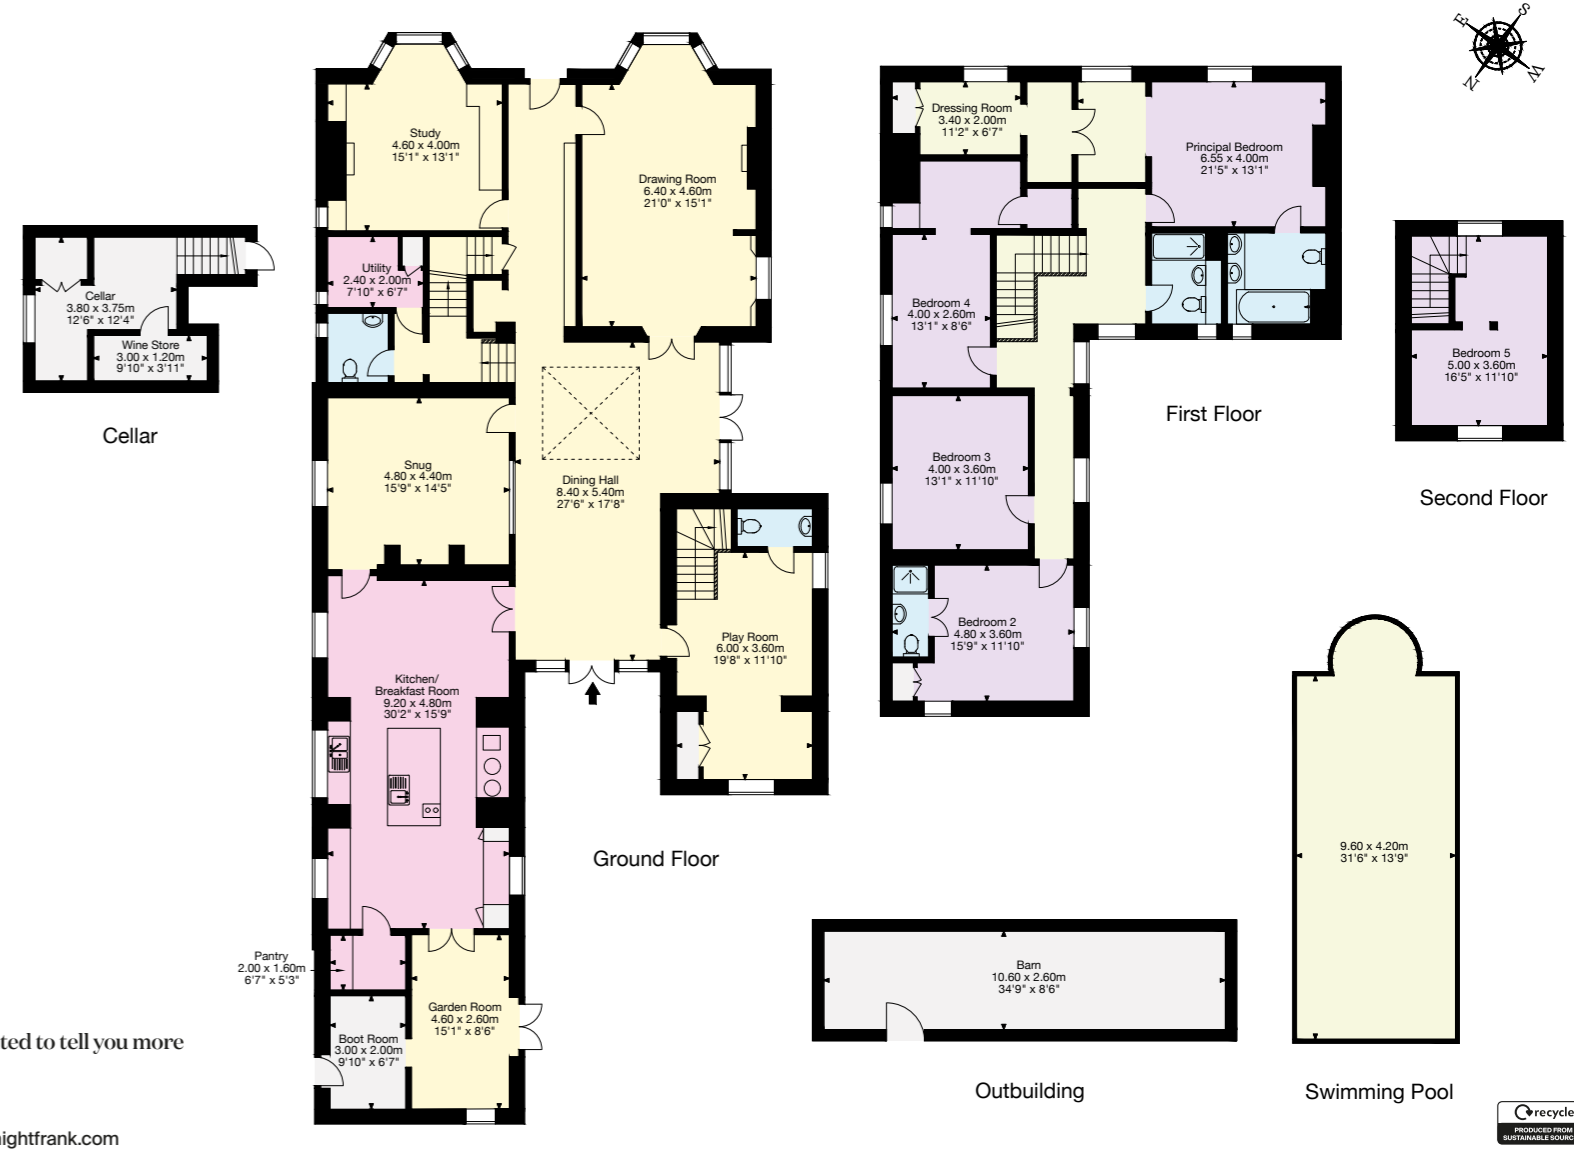 S
E
W
N
Study
4.60 x 4.00m
15'1" x 13'1"
Drawing Room
6.40 x 4.60m
21'0" x 15'1"
Utility
2.40 x 2.00m
7'10" x 6'7"
Cellar
3.80 x 3.75m
12'6" x 12'4"
Wine Store
3.00 x 1.20m
9'10" x 3'11"
Cellar
Snug
4.80 x 4.40m
15'9" x 14'5"
Dining Hall
8.40 x 5.40m
27'6" x 17'8"
Play Room
6.00 x 3.60m
19'8" x 11'10"
Kitchen/
Breakfast Room
9.20 x 4.80m
30'2" x 15'9"
Ground Floor
Pantry
2.00 x 1.60m
6'7" x 5'3"
Garden Room
4.60 x 2.60m
15'1" x 8'6"
Boot Room
3.00 x 2.00m
9'10" x 6'7"
Dressing Room
3.40 x 2.00m
11'2" x 6'7"
Principal Bedroom
6.55 x 4.00m
21'5" x 13'1"
Bedroom 4
4.00 x 2.60m
13'1" x 8'6"
Bedroom 3
4.00 x 3.60m
13'1" x 11'10"
Bedroom 2
4.80 x 3.60m
15'9" x 11'10"
First Floor
Bedroom 5
5.00 x 3.60m
16'5" x 11'10"
Second Floor
9.60 x 4.20m
31'6" x 13'9"
Swimming Pool
Barn
10.60 x 2.60m
34'9" x 8'6"
Outbuilding
ted to tell you more
ightfrank.com
recycle
PRODUCED FROM
SUSTAINABLE SOURC